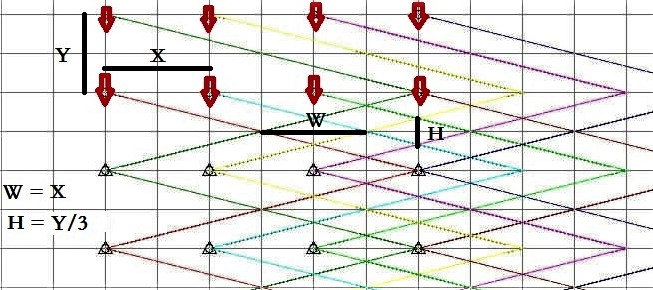 Y
X
W
H
W = X
H = Y/3